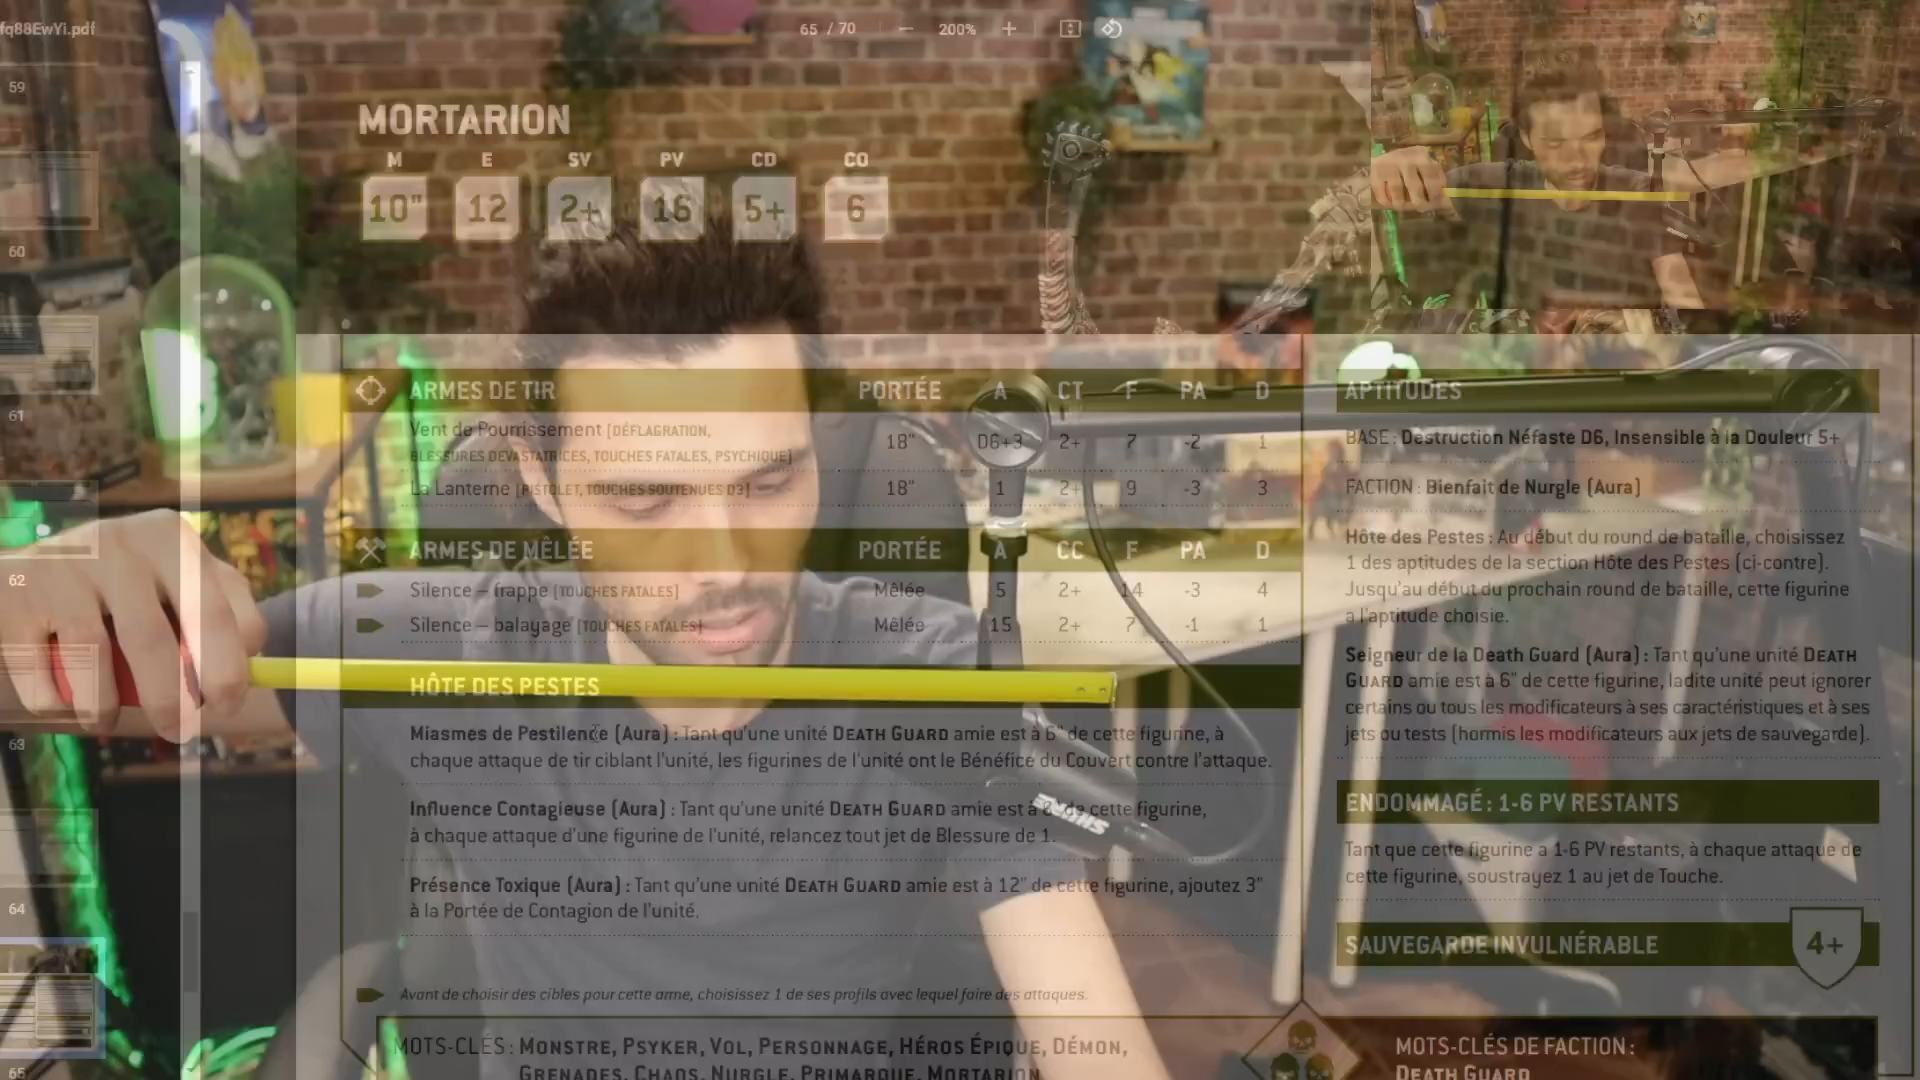 fq88EwYi.pdf
65 / 70
200%
59
60
61
62
63
64
65
MORTARION
M E SV PV CD CO
10" 12 2+ 16 5+ 6
ARMES DE TIR PORTÉE A CT F PA D
Vent de Pourrissement [DÉFLAGRATION,
BLESSURES DÉVASTATRICES, TOUCHES FATALES, PSYCHIQUE] 18" D6+3 2+ 7 -2 1
La Lanterne [PISTOLET, TOUCHES SOUTENUES D3] 18" 1 2+ 9 -3 3
ARMES DE MÊLÉE PORTÉE A CC F PA D
Silence – frappe [TOUCHES FATALES] Mêlée 5 2+ 14 -3 4
Silence – balayage [TOUCHES FATALES] Mêlée 15 2+ 7 -1 1
HÔTE DES PESTES
Miasmes de Pestilence (Aura) : Tant qu'une unité DEATH GUARD amie est à 6" de cette figurine, à
chaque attaque de tir ciblant l'unité, les figurines de l'unité ont le Bénéfice du Couvert contre l'attaque.
Influence Contagieuse (Aura) : Tant qu'une unité DEATH GUARD amie est à de cette figurine,
à chaque attaque d'une figurine de l'unité, relancez tout jet de Blessure de 1.
Présence Toxique (Aura) : Tant qu'une unité DEATH GUARD amie est à 12" de cette figurine, ajoutez 3"
à la Portée de Contagion de l'unité.
Avant de choisir des cibles pour cette arme, choisissez 1 de ses profils avec lequel faire des attaques.
MOTS-CLÉS : MONSTRE, PSYKER, VOL, PERSONNAGE, HÉROS ÉPIQUE, DÉMON,
GRENADES, CHAOS, NURGLE, PRIMARQUE, MORTARION
APTITUDES
BASE : Destruction Néfaste D6, Insensible à la Douleur 5+
FACTION : Bienfait de Nurgle (Aura)
Hôte des Pestes : Au début du round de bataille, choisissez
1 des aptitudes de la section Hôte des Pestes (ci-contre).
Jusqu'au début du prochain round de bataille, cette figurine
a l'aptitude choisie.
Seigneur de la Death Guard (Aura) : Tant qu'une unité DEATH
GUARD amie est à 6" de cette figurine, ladite unité peut ignorer
certains ou tous les modificateurs à ses caractéristiques et à ses
jets ou tests (hormis les modificateurs aux jets de sauvegarde).
ENDOMMAGÉ : 1-6 PV RESTANTS
Tant que cette figurine a 1-6 PV restants, à chaque attaque de
cette figurine, soustrayez 1 au jet de Touche.
SAUVEGARDE INVULNÉRABLE 4+
MOTS-CLÉS DE FACTION :
DEATH GUARD
SHURE